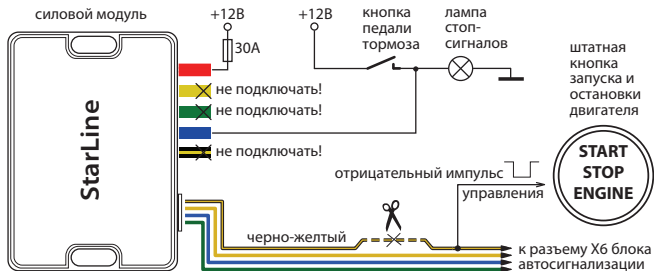 силовой модуль
+12В
30А
+12В
кнопка
педали
тормоза
лампа
стоп-
сигналов
штатная
кнопка
запуска и
остановки
двигателя
не подключать!
не подключать!
не подключать!
StarLine
START
STOP
ENGINE
отрицательный импульс
управления
черно-желтый
к разъему X6 блока
автосигнализации